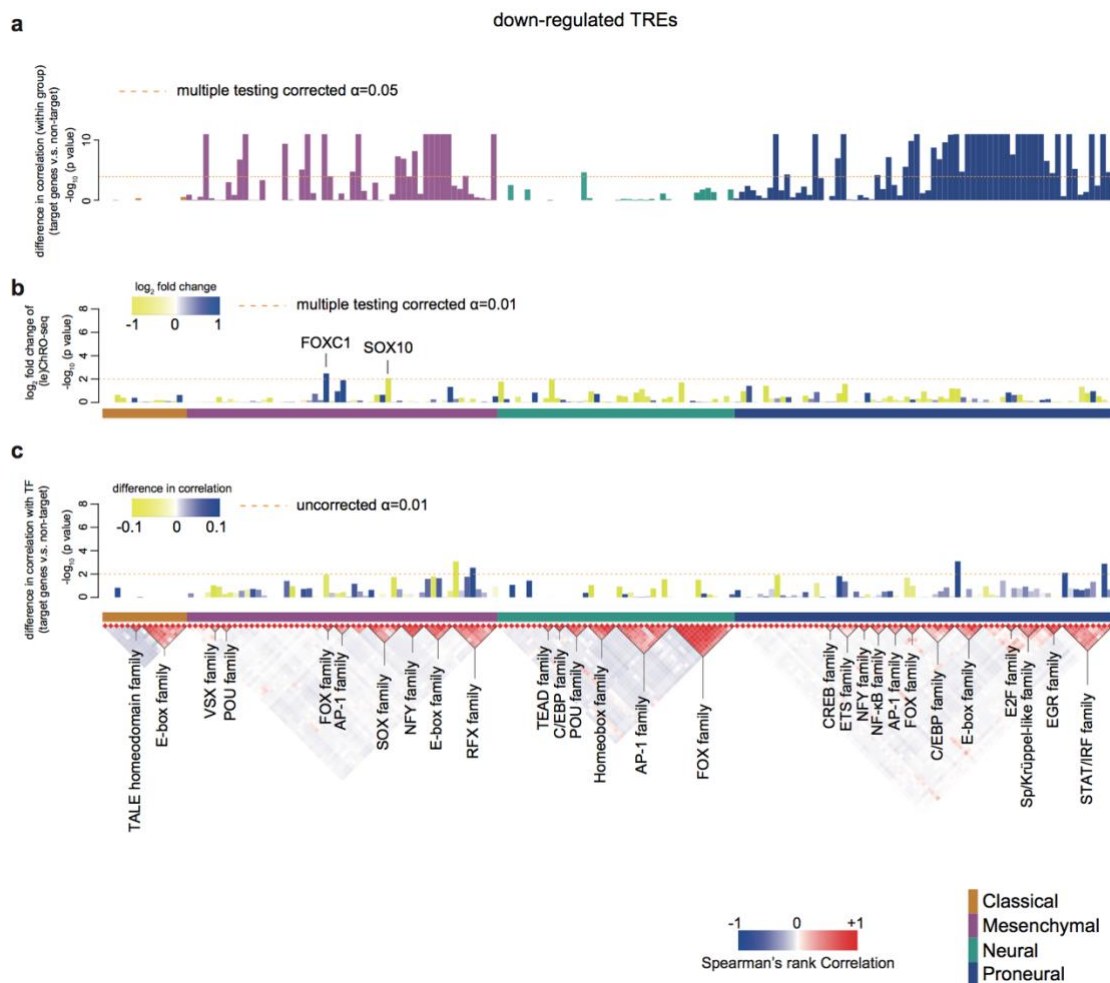 down-regulated TREs
a
multiple testing corrected α=0.05
difference in correlation (within group)
(target genes v.s. non-target)
-log10 (p value)
10
5
0
b
log2 fold change
-1 0 1
multiple testing corrected α=0.01
log2 fold change of
(le)ChRO-seq
-log10 (p value)
8
6
4
2
0
FOXC1
SOX10
c
difference in correlation
-0.1 0 0.1
uncorrected α=0.01
difference in correlation with TF
(target genes v.s. non-target)
-log10 (p value)
8
6
4
2
0
TALE homeodomain family
E-box family
VSX family
POU family
FOX family
AP-1 family
SOX family
NFY family
E-box family
RFX family
TEAD family
C/EBP family
POU family
Homeobox family
AP-1 family
FOX family
CREB family
ETS family
NFY family
NF-κB family
AP-1 family
FOX family
C/EBP family
E-box family
E2F family
Sp/Krüppel-like family
EGR family
STAT/IRF family
-1 0 +1
Spearman's rank Correlation
Classical
Mesenchymal
Neural
Proneural